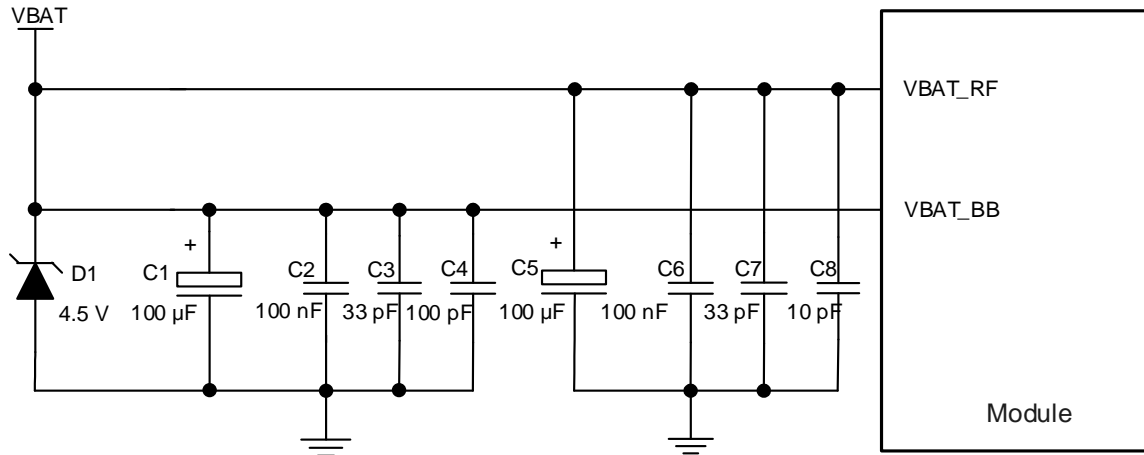 VBAT
VBAT_RF
VBAT_BB
+
+
D1
C1
C2
C3
C4
C5
C6
C7
C8
4.5 V
100 µF
100 nF
33 pF
100 pF
100 µF
100 nF
33 pF
10 pF
Module